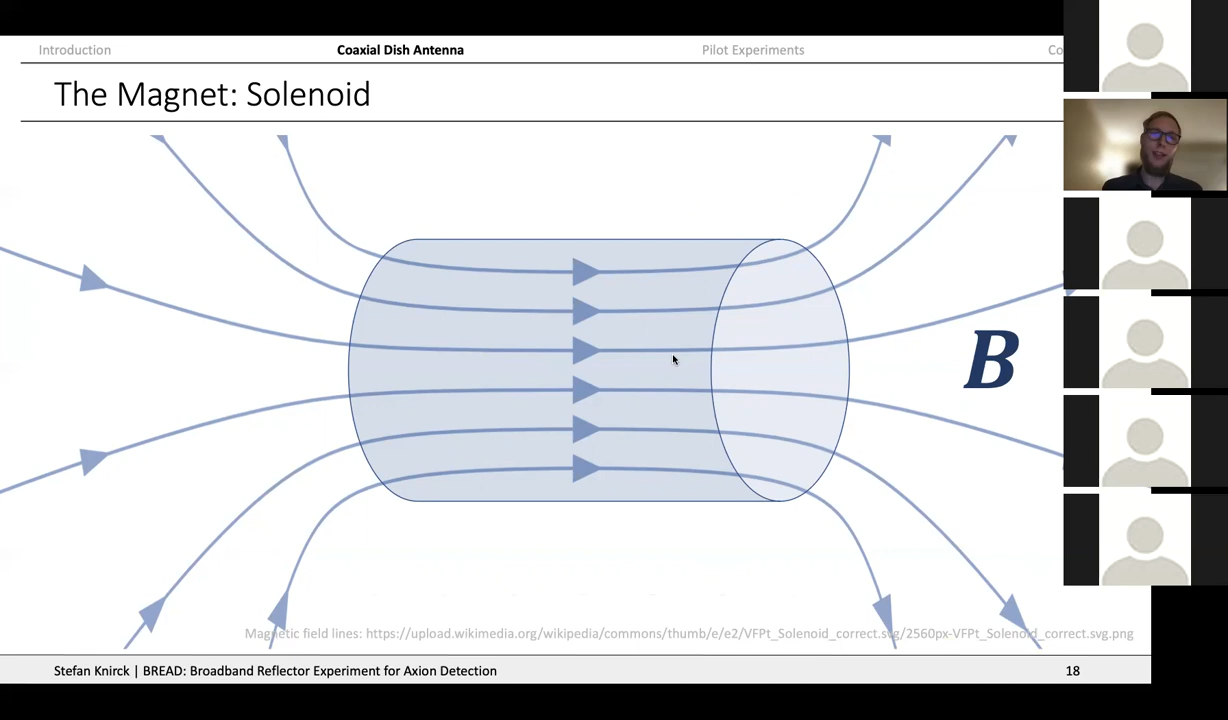 Introduction
Coaxial Dish Antenna
Pilot Experiments
Co
The Magnet: Solenoid
B
Magnetic field lines: https://upload.wikimedia.org/wikipedia/commons/thumb/e/e2/VFPt_Solenoid_correct.svg/2560px-VFPt_Solenoid_correct.svg.png
Stefan Knirck | BREAD: Broadband Reflector Experiment for Axion Detection
18